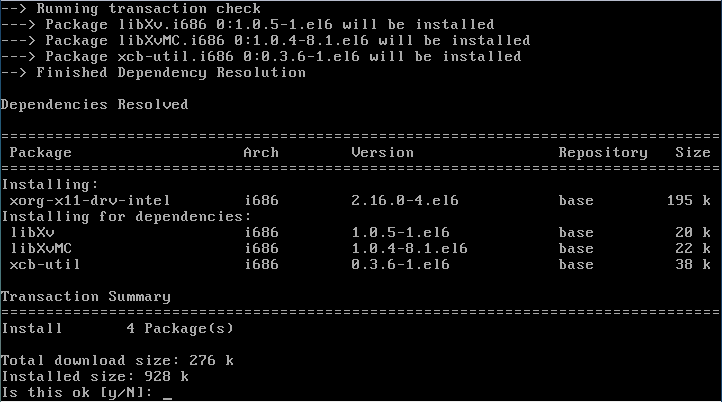 --> Running transaction check
---> Package libXv.i686 0:1.0.5-1.el6 will be installed
---> Package libXvMC.i686 0:1.0.4-8.1.el6 will be installed
---> Package xcb-util.i686 0:0.3.6-1.el6 will be installed
--> Finished Dependency Resolution

Dependencies Resolved

================================================================================
 Package                   Arch        Version                Repository   Size
================================================================================
Installing:
 xorg-x11-drv-intel        i686        2.16.0-4.el6           base        195 k
Installing for dependencies:
 libXv                     i686        1.0.5-1.el6            base         20 k
 libXvMC                   i686        1.0.4-8.1.el6          base         22 k
 xcb-util                  i686        0.3.6-1.el6            base         38 k

Transaction Summary
================================================================================
Install       4 Package(s)

Total download size: 276 k
Installed size: 928 k
Is this ok [y/N]: _